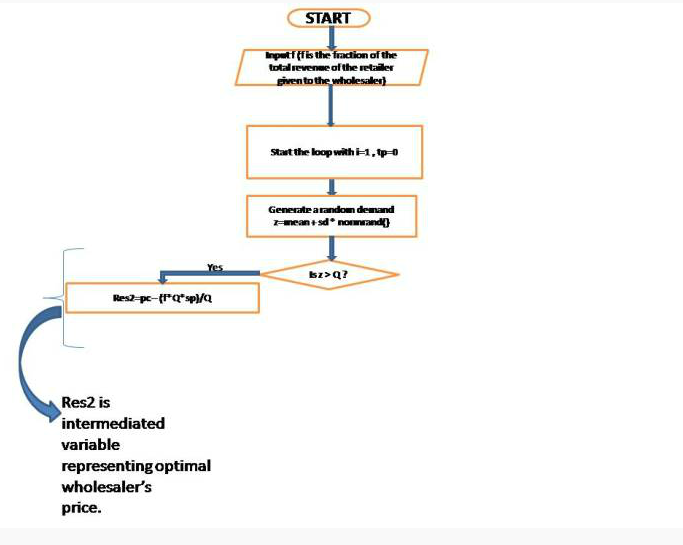 START
Input f {f is the fraction of the
total revenue of the retailer
given to the wholesaler}
Start the loop with i=1 , tp=0
Generate a random demand
z=mean + sd * normrand()
Is z > Q ?
Yes
Res2=pc-(f*Q*sp)/Q
Res2 is
intermediated
variable
representing optimal
wholesaler's
price.